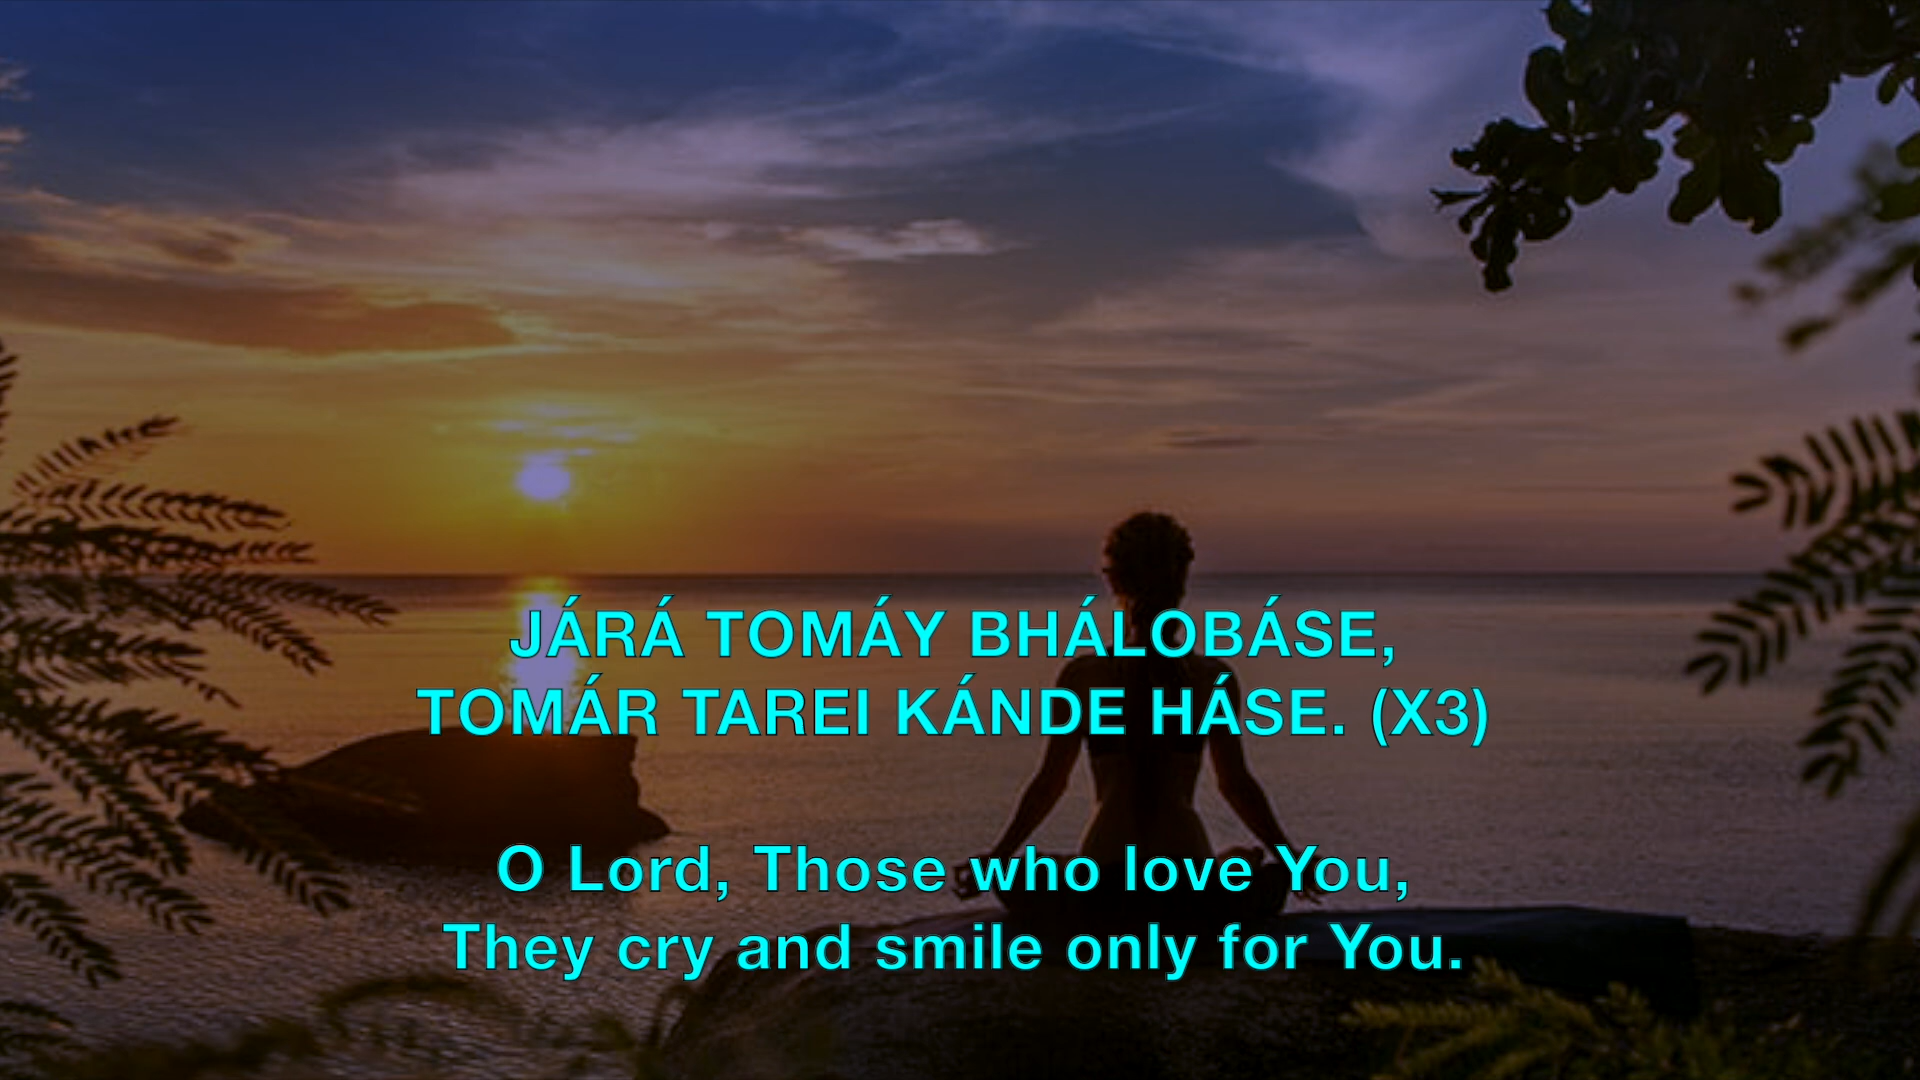 JÁRÁ TOMÁY BHÁLOBÁSE,
TOMÁR TAREI KÁNDE HÁSE. (X3)
O Lord, Those who love You,
They cry and smile only for You.